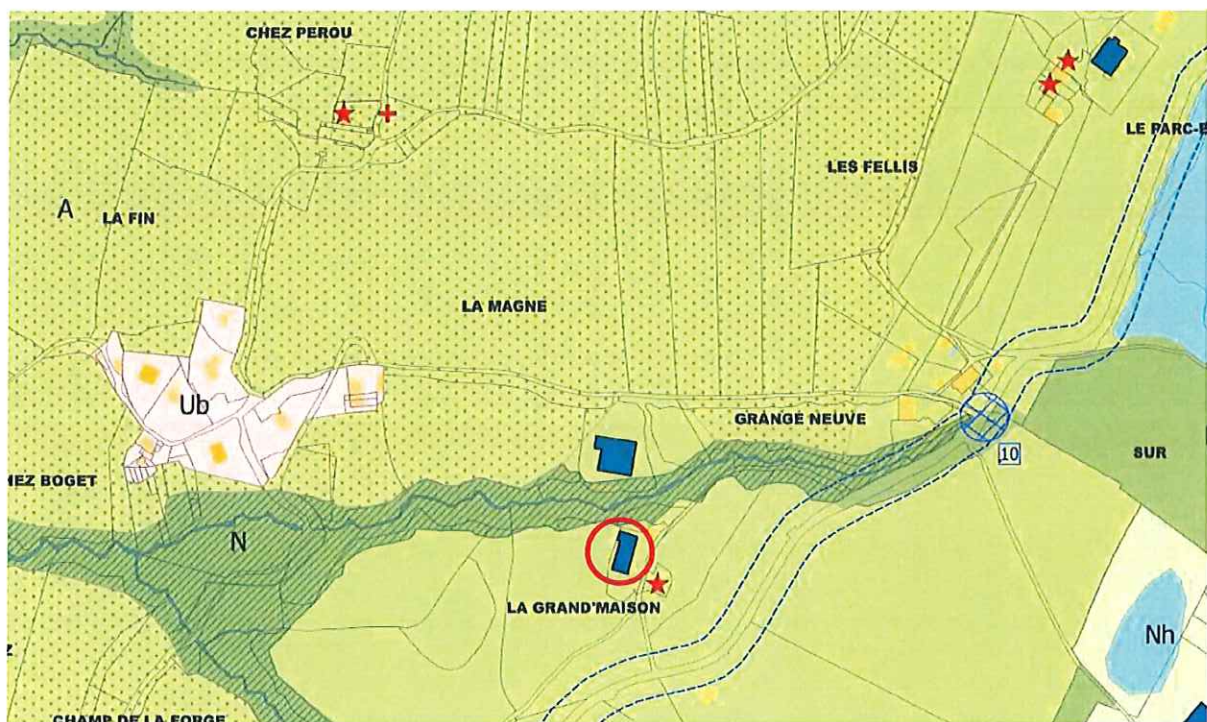 CHEZ PEROU
LE PARC-E
LES FELLIS
A
LA FIN
LA MAGNE
Ub
GRANGE NEUVE
10
SUR
HEZ BOGET
N
LA GRAND'MAISON
Nh
Z
CHAMP DE LA FORGE